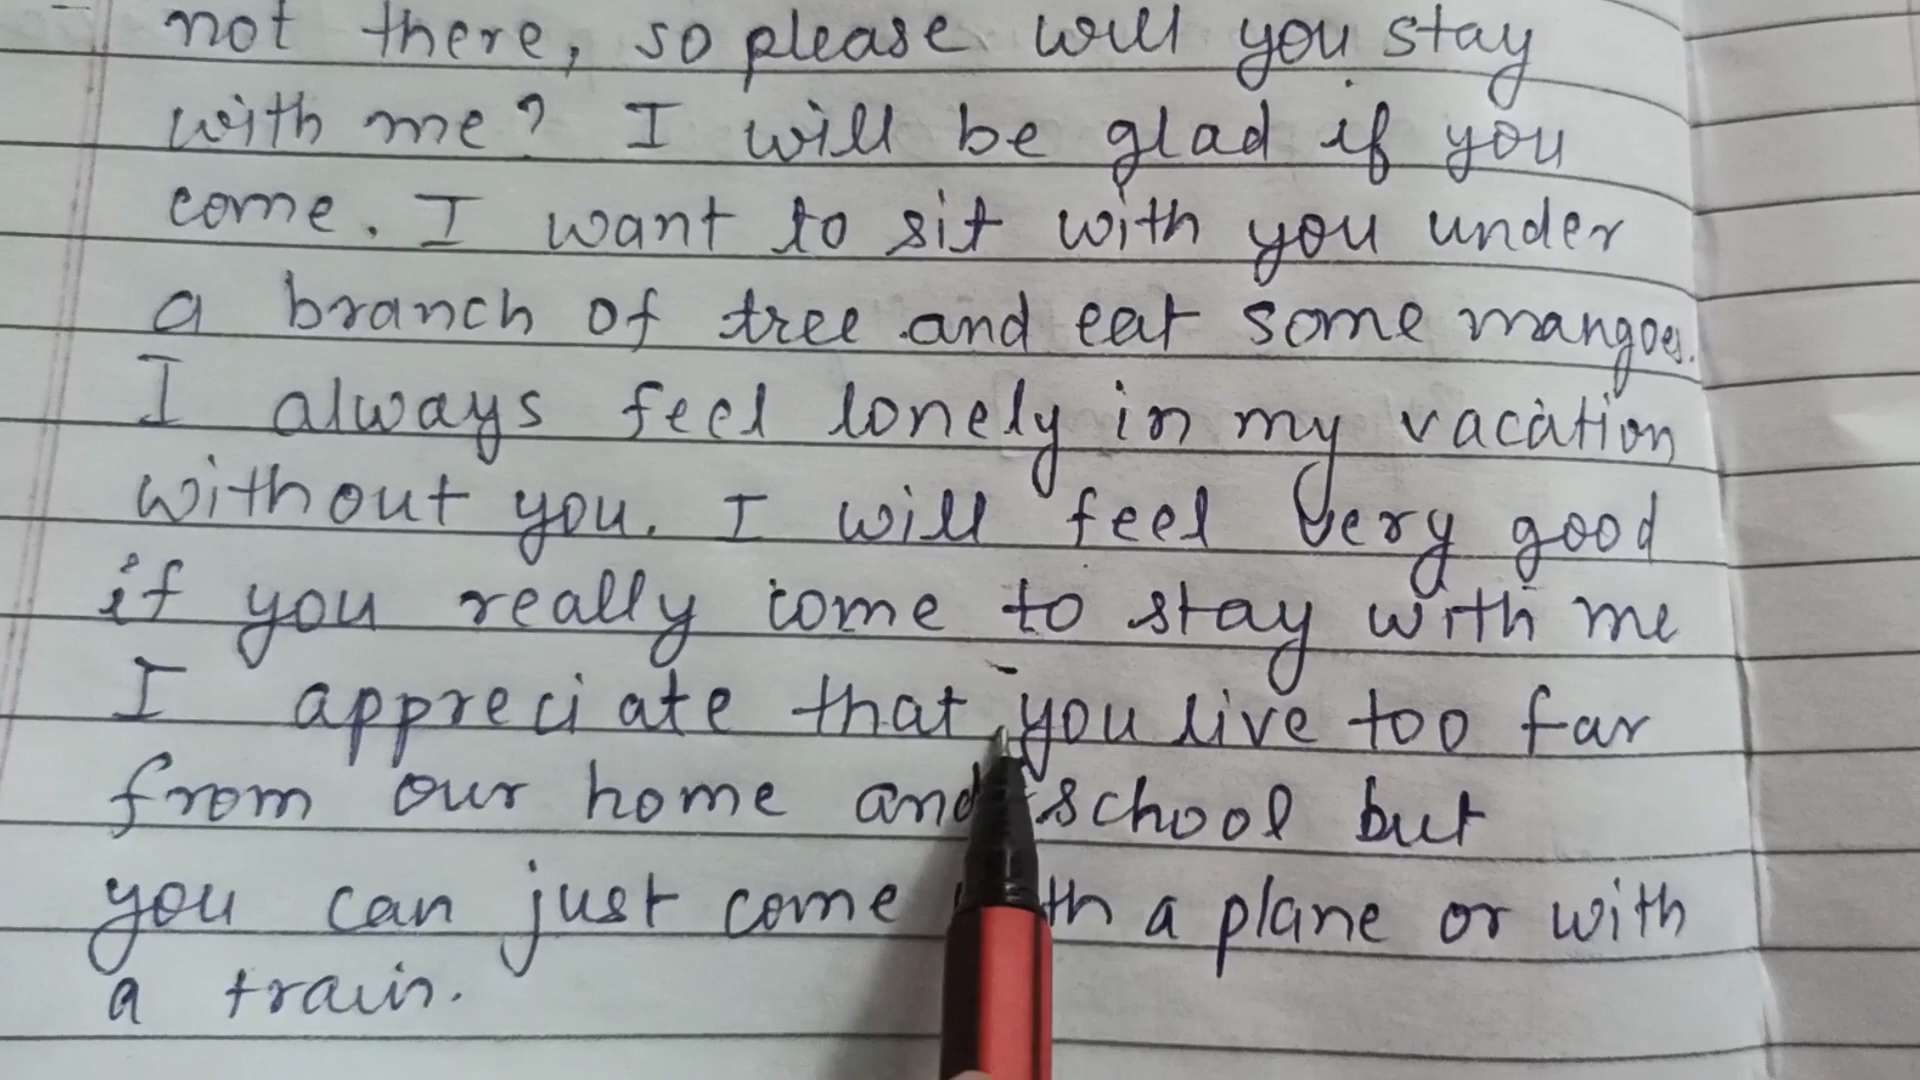 not there, so please will you stay
with me? I will be glad if you
come. I want to sit with you under
a branch of tree and eat some mangoes.
I always feel lonely in my vacation
without you. I will feel very good
if you really come to stay with me
I appreciate that you live too far
from our home and school but
you can just come with a plane or with
a train.